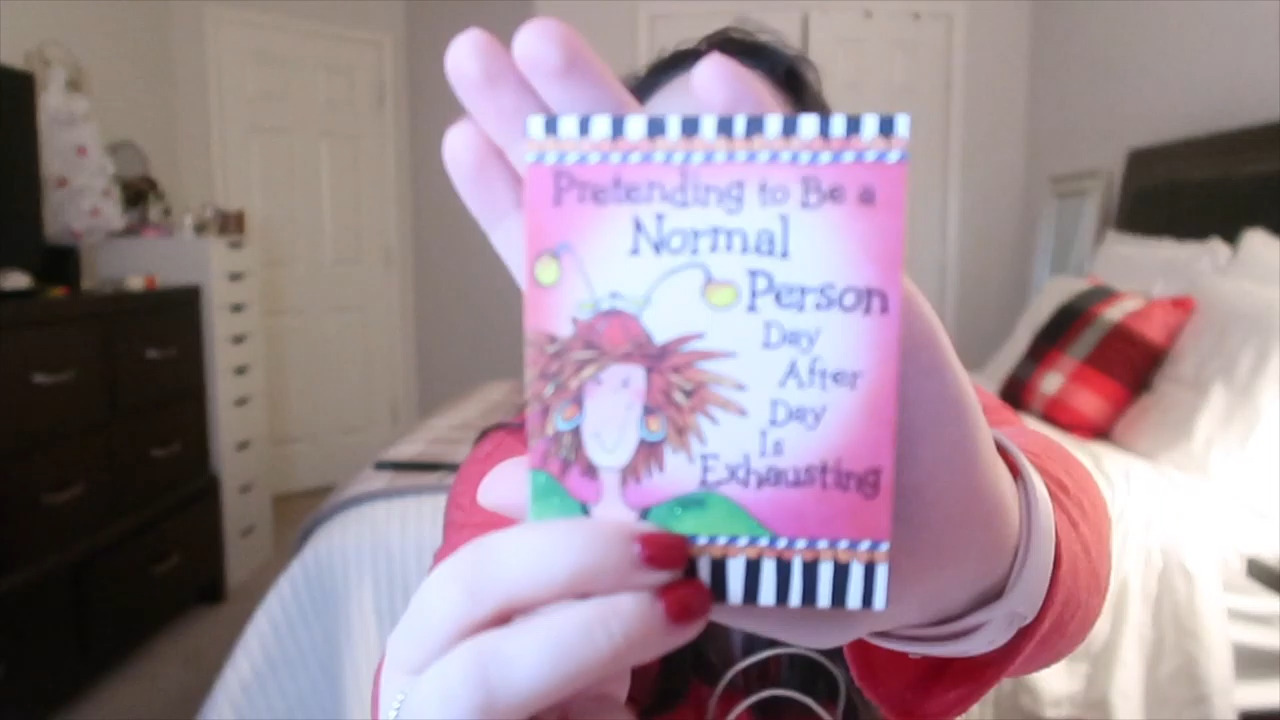 Pretending to Be a
Normal
Person
Day
After
Day
Is
Exhausting